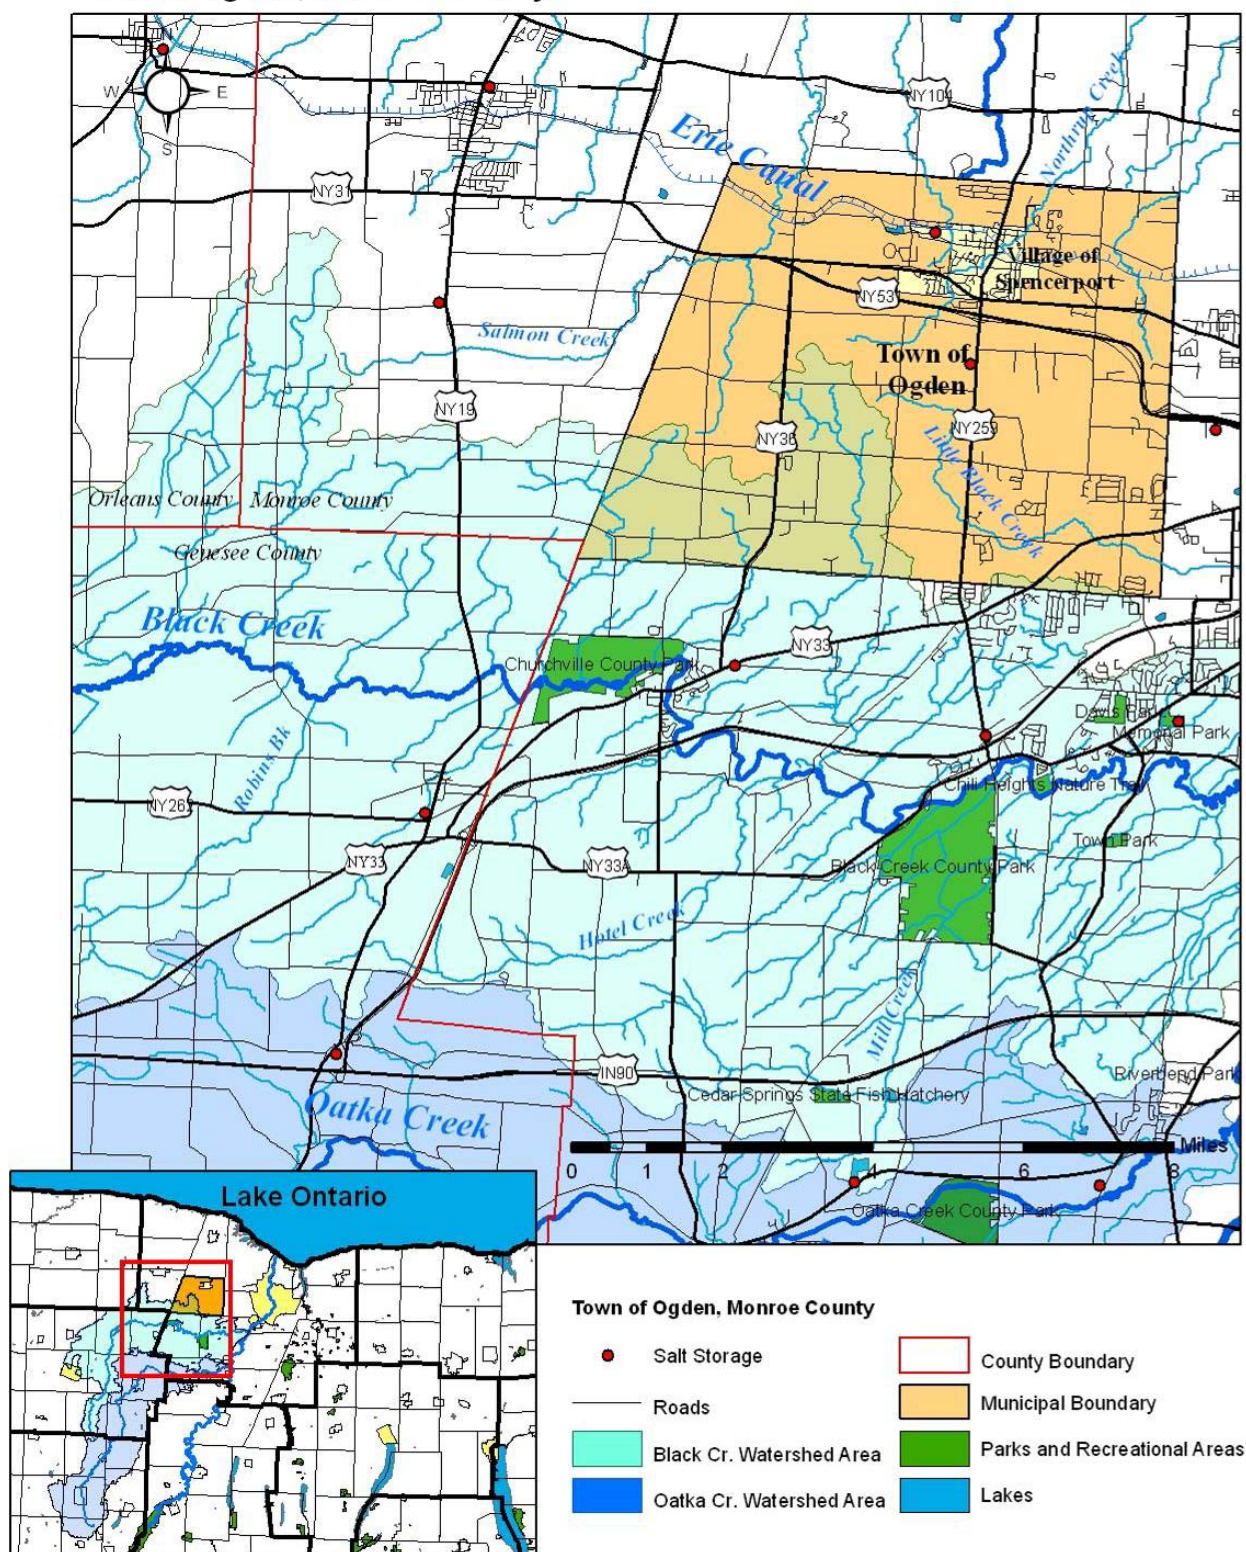 N
W E
S
NY104
Erie Canal
Northrup Creek
NY31
Village of
Spencerport
NY531
Salmon Creek
Town of
Ogden
NY19
NY36
NY259
Little Black Creek
Orleans County
Monroe County
Genesee County
Black Creek
NY33
Churchville County Park
Davis Park
Memorial Park
Robins Bk
Chili Heights Nature Trail
NY262
Town Park
NY33
NY33A
Black Creek County Park
Hotel Creek
Mill Creek
IN90
Riverbend Park
Cedar Springs State Fish Hatchery
Oatka Creek
Miles
0 1 2 4 6 8
Oatka Creek County Park
Lake Ontario
Town of Ogden, Monroe County
Salt Storage
County Boundary
Roads
Municipal Boundary
Black Cr. Watershed Area
Parks and Recreational Areas
Oatka Cr. Watershed Area
Lakes